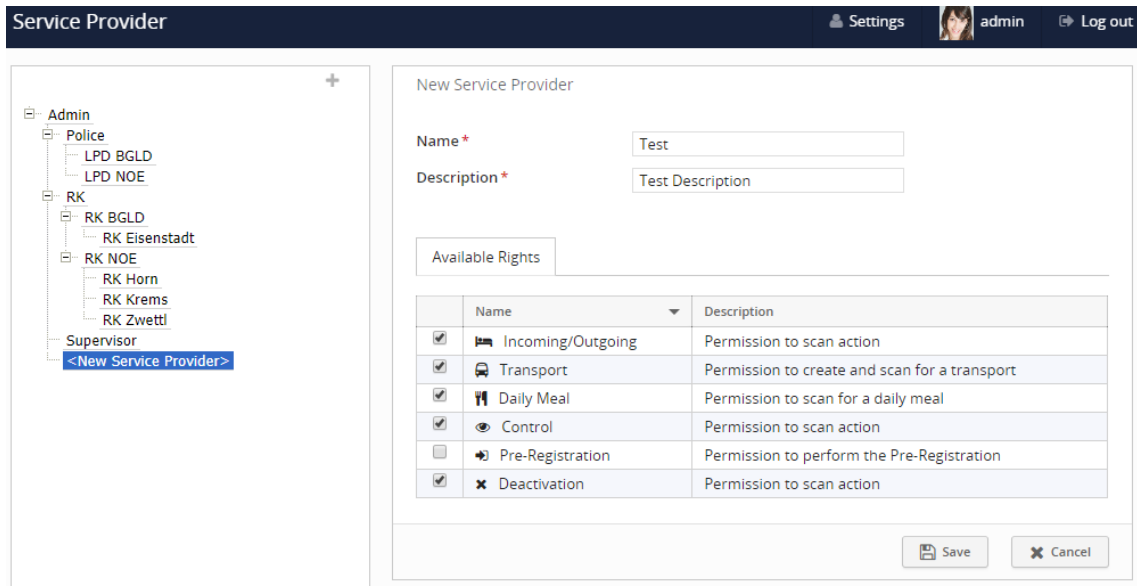 Service Provider
Settings
admin
Log out
Admin
Police
LPD BGLD
LPD NOE
RK
RK BGLD
RK Eisenstadt
RK NOE
RK Horn
RK Krems
RK Zwettl
Supervisor
<New Service Provider>
New Service Provider
Name*
Test
Description*
Test Description
Available Rights
Name Description
Incoming/Outgoing Permission to scan action
Transport Permission to create and scan for a transport
Daily Meal Permission to scan for a daily meal
Control Permission to scan action
Pre-Registration Permission to perform the Pre-Registration
Deactivation Permission to scan action
Save
Cancel